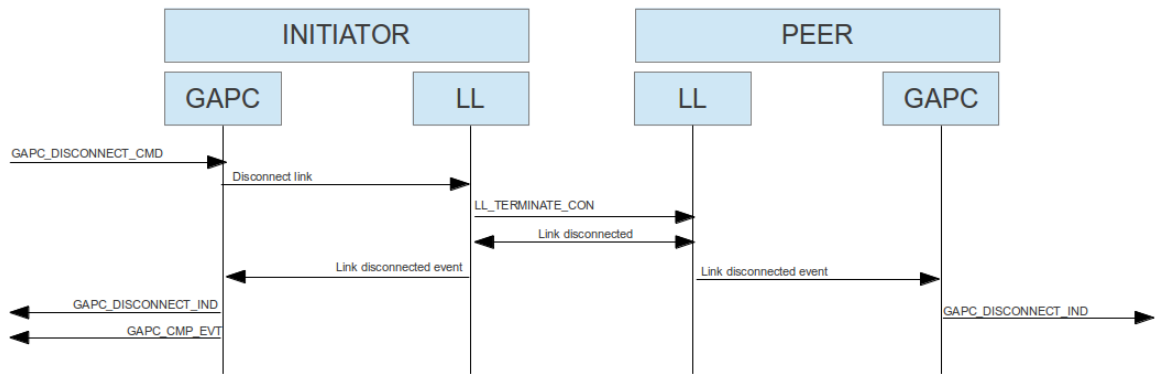 INITIATOR
PEER
GAPC
LL
LL
GAPC
GAPC_DISCONNECT_CMD
Disconnect link
LL_TERMINATE_CON
Link disconnected
Link disconnected event
Link disconnected event
GAPC_DISCONNECT_IND
GAPC_DISCONNECT_IND
GAPC_CMP_EVT